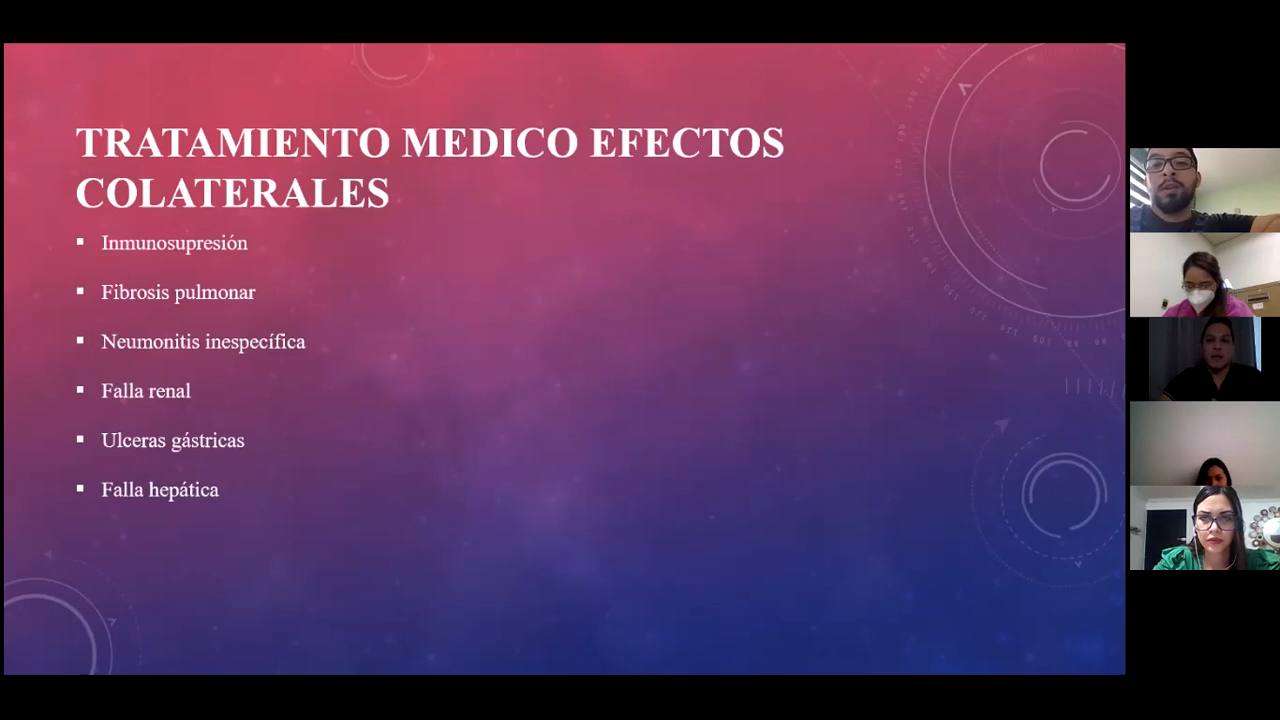 TRATAMIENTO MEDICO EFECTOS
COLATERALES
▪ Inmunosupresión
▪ Fibrosis pulmonar
▪ Neumonitis inespecífica
▪ Falla renal
▪ Ulceras gástricas
▪ Falla hepática